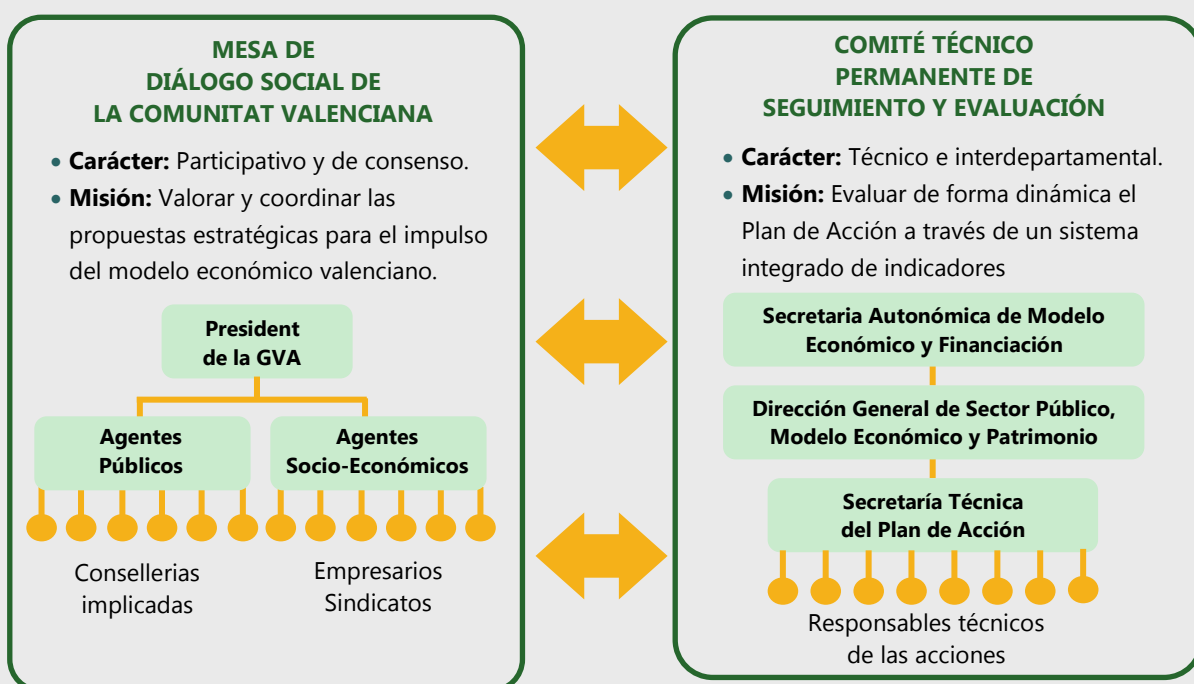 MESA DE
DIÁLOGO SOCIAL DE
LA COMUNITAT VALENCIANA
• Carácter: Participativo y de consenso.
• Misión: Valorar y coordinar las
propuestas estratégicas para el impulso
del modelo económico valenciano.
President
de la GVA
Agentes
Públicos
Agentes
Socio-Económicos
Consellerias
implicadas
Empresarios
Sindicatos
COMITÉ TÉCNICO
PERMANENTE DE
SEGUIMIENTO Y EVALUACIÓN
• Carácter: Técnico e interdepartamental.
• Misión: Evaluar de forma dinámica el
Plan de Acción a través de un sistema
integrado de indicadores
Secretaria Autonómica de Modelo
Económico y Financiación
Dirección General de Sector Público,
Modelo Económico y Patrimonio
Secretaría Técnica
del Plan de Acción
Responsables técnicos
de las acciones